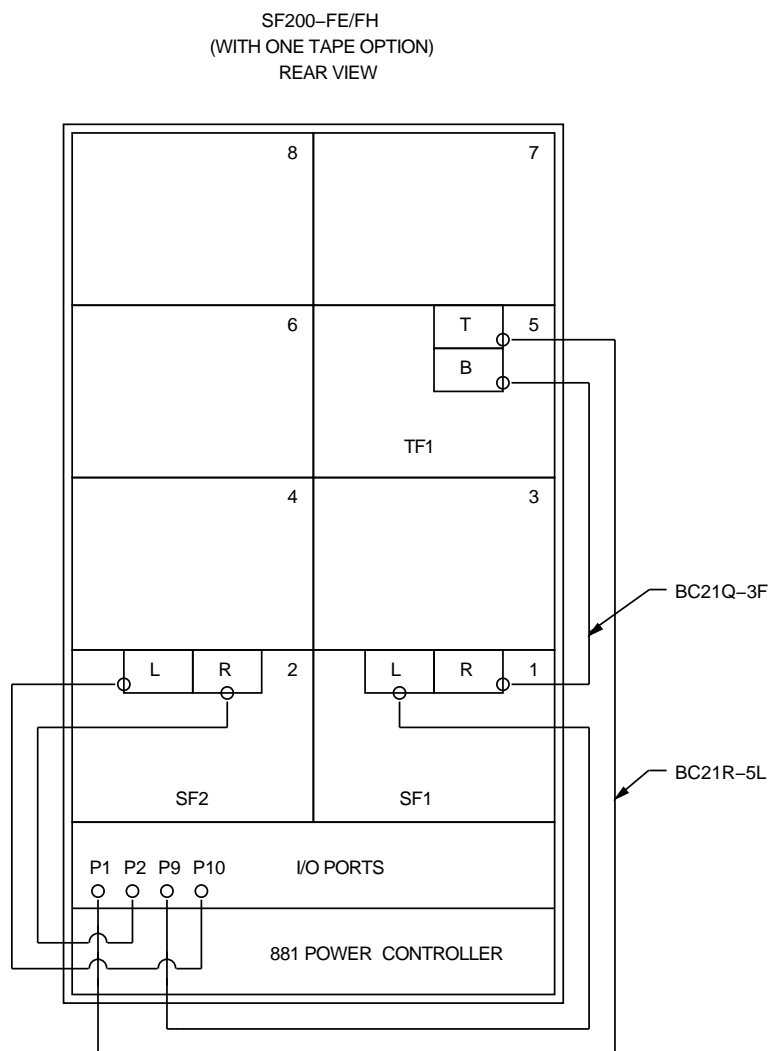 SF200–FE/FH
(WITH ONE TAPE OPTION)
REAR VIEW
8
7
6
T
5
B
TF1
4
3
BC21Q–3F
L
R
2
L
R
1
BC21R–5L
SF2
SF1
P1 P2 P9 P10
I/O PORTS
881 POWER CONTROLLER